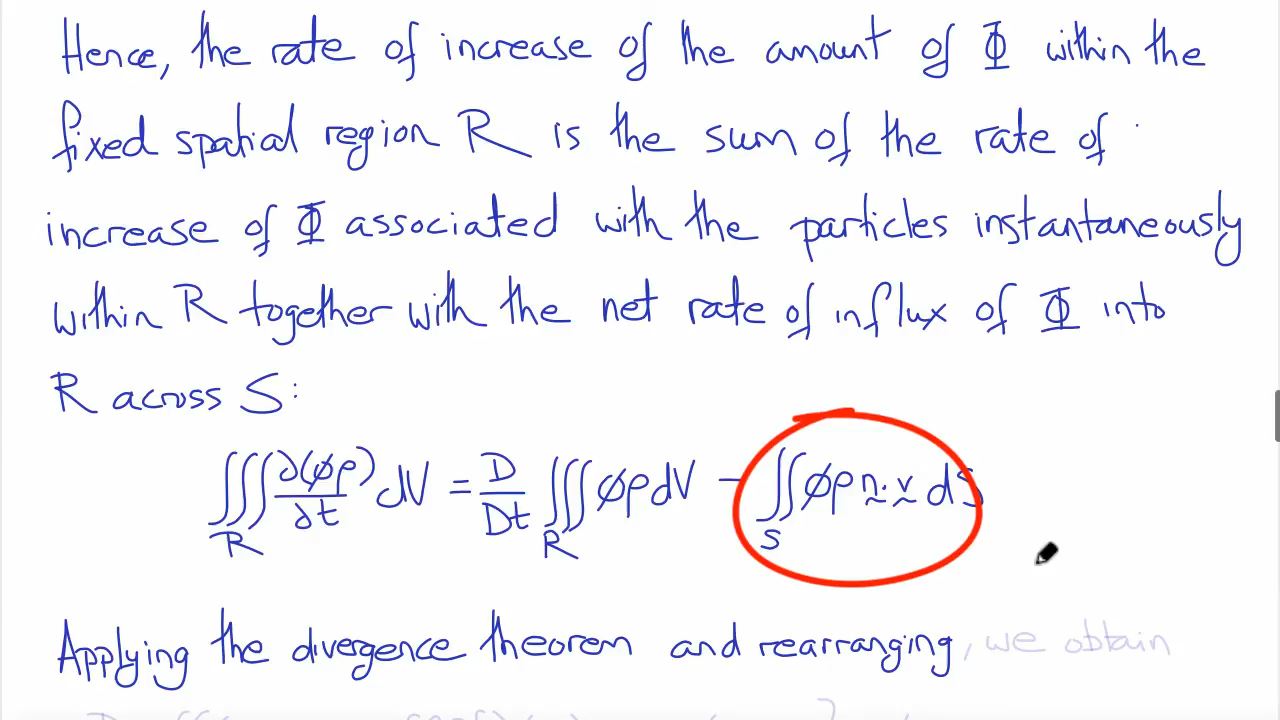 Hence, the rate of increase of the amount of Φ within the
fixed spatial region R is the sum of the rate of
increase of Φ associated with the particles instantaneously
within R together with the net rate of influx of Φ into
R across S:
∭_R ∂(ϕρ)/∂t dV = D/Dt ∭_R ϕρ dV − ∬_S ϕρ n̰ · v̰ dS
Applying the divergence theorem and rearranging, we obtain